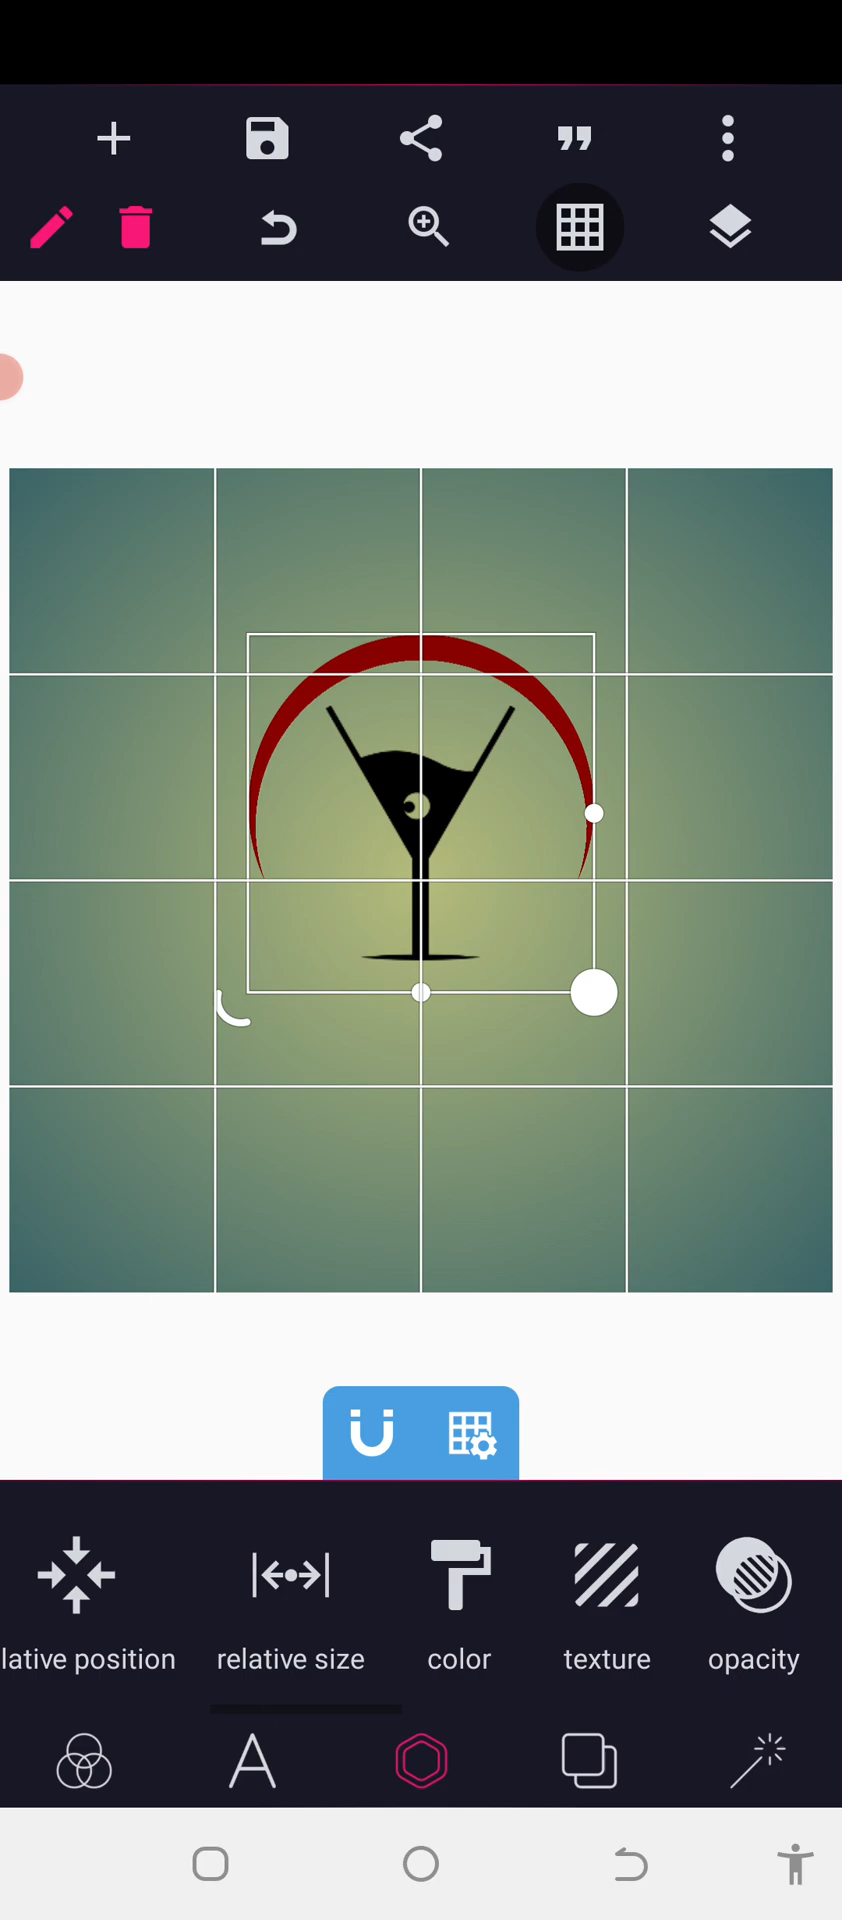 lative position
relative size
color
texture
opacity